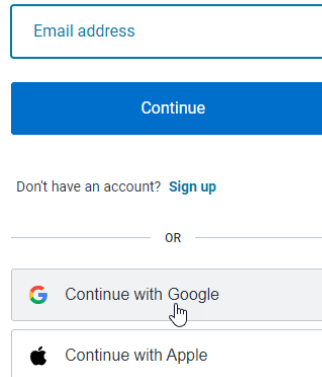 Email address
Continue
Don't have an account? Sign up
OR
Continue with Google
Continue with Apple